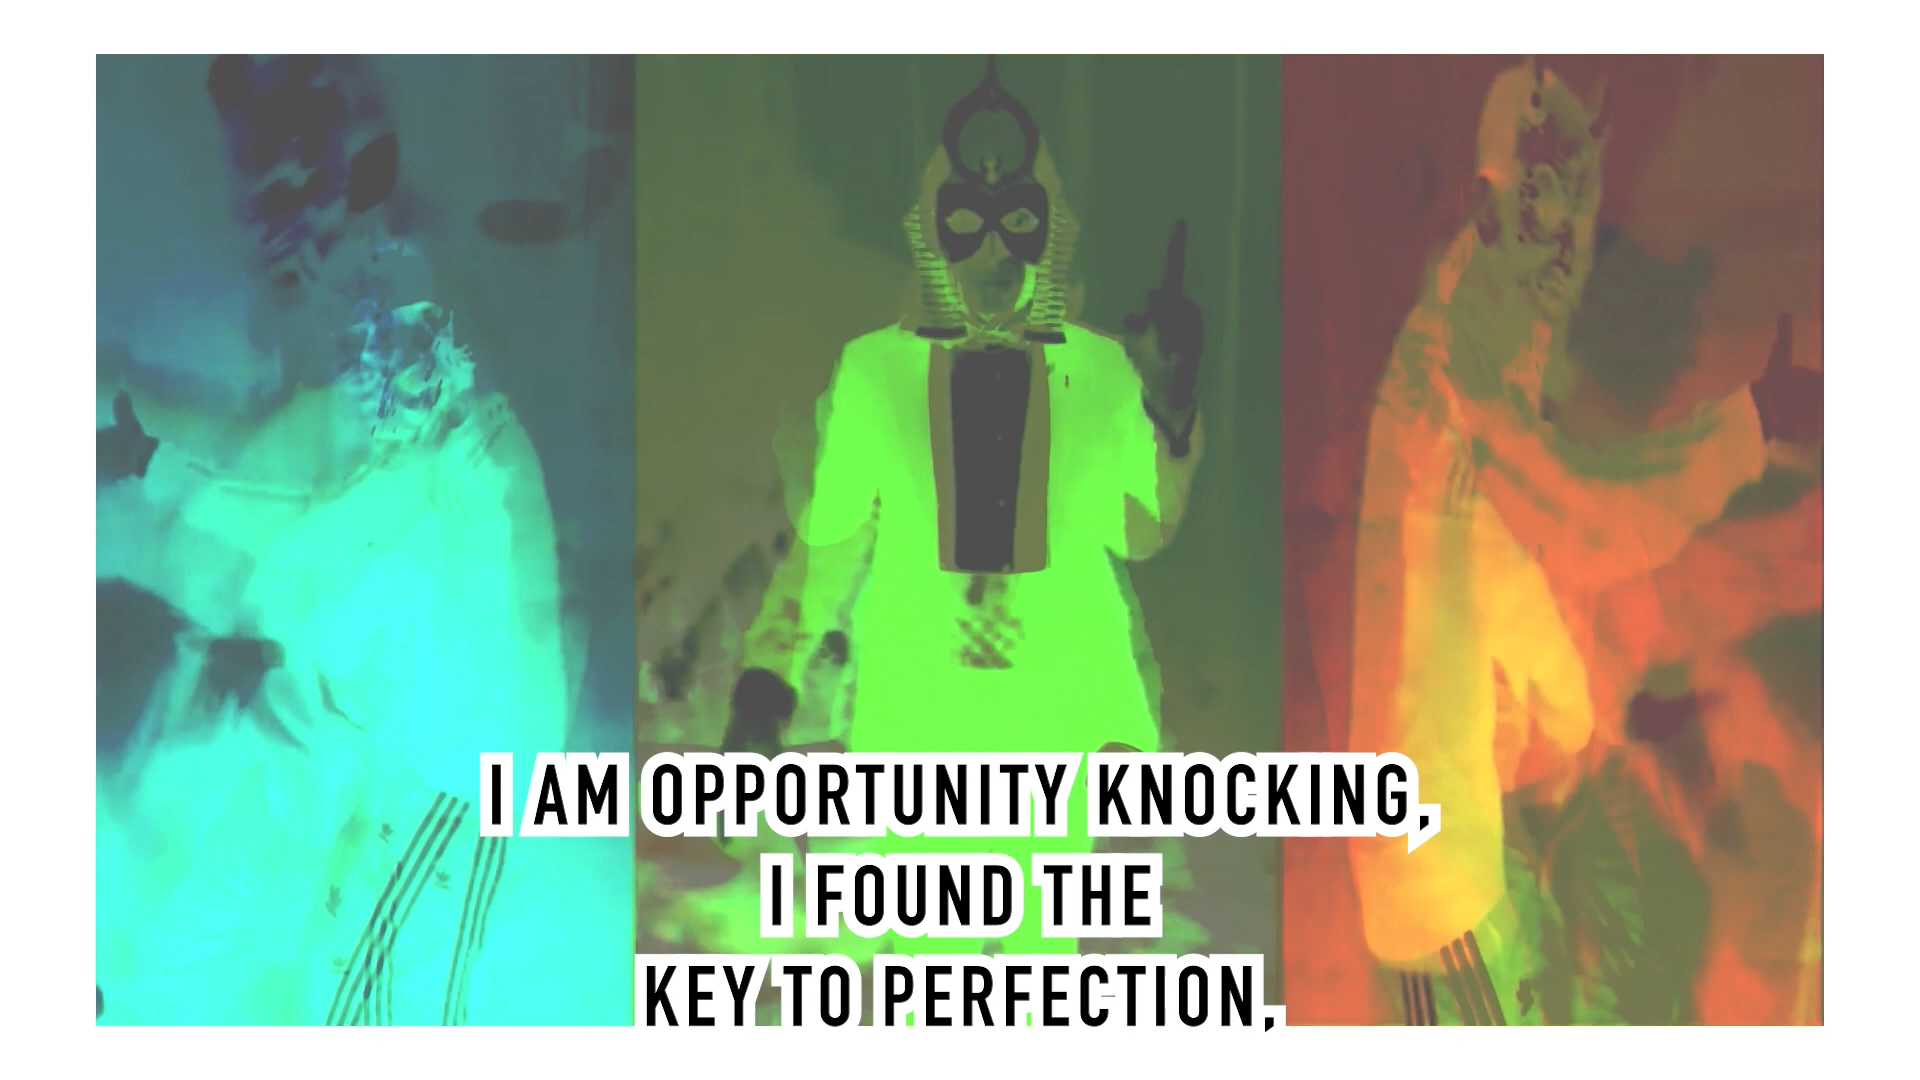 I AM OPPORTUNITY KNOCKING,
I FOUND THE
KEY TO PERFECTION,